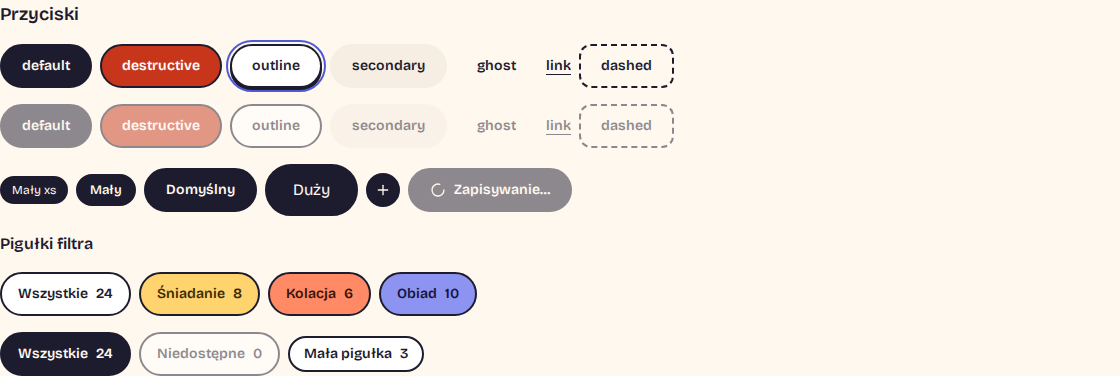 Przyciski
default destructive outline secondary ghost link dashed
default destructive outline secondary ghost link dashed
Mały xs Mały Domyślny Duży + Zapisywanie...
Pigułki filtra
Wszystkie 24 Śniadanie 8 Kolacja 6 Obiad 10
Wszystkie 24 Niedostępne 0 Mała pigułka 3